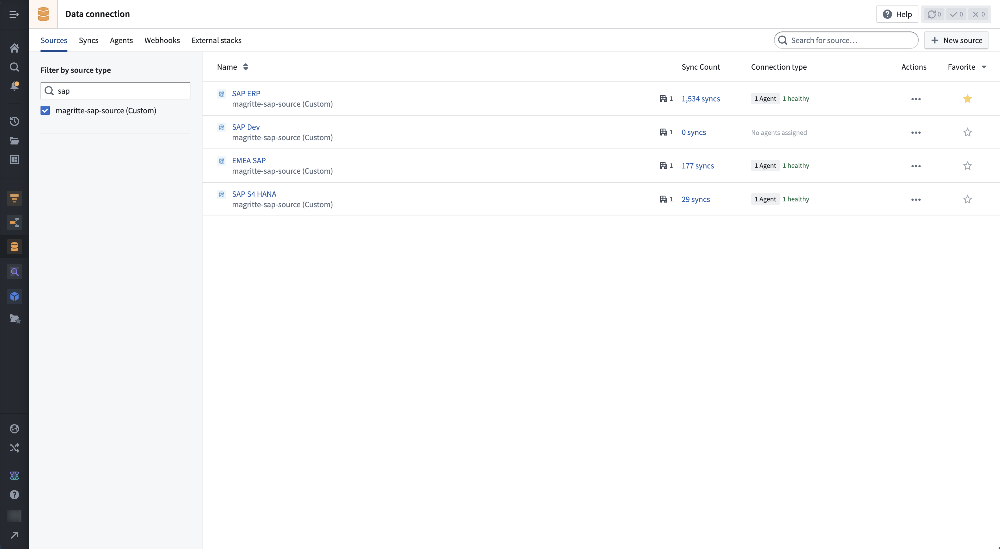 Data connection
Help
0
0
0
Sources
Syncs
Agents
Webhooks
External stacks
Search for source…
New source
Filter by source type
sap
magritte-sap-source (Custom)
Name
Sync Count
Connection type
Actions
Favorite
SAP ERP
magritte-sap-source (Custom)
1
1,534 syncs
1 Agent
1 healthy
SAP Dev
magritte-sap-source (Custom)
1
0 syncs
No agents assigned
EMEA SAP
magritte-sap-source (Custom)
1
177 syncs
1 Agent
1 healthy
SAP S4 HANA
magritte-sap-source (Custom)
1
29 syncs
1 Agent
1 healthy